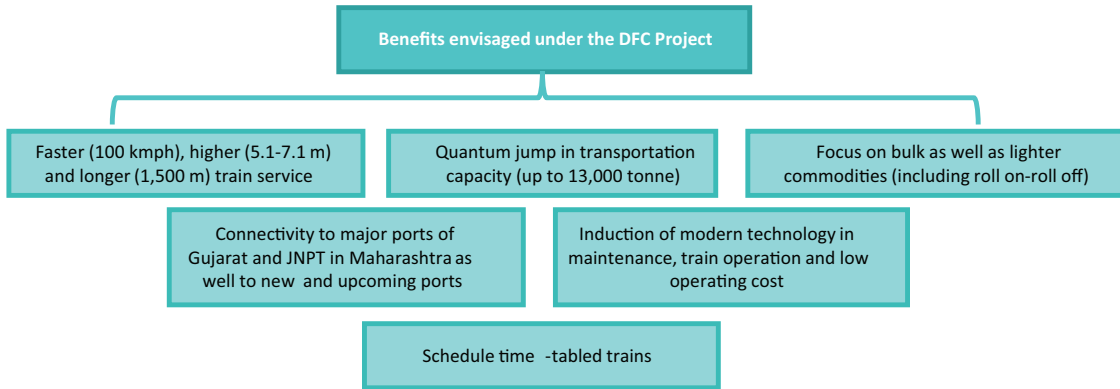 Benefits envisaged under the DFC Project
Faster (100 kmph), higher (5.1-7.1 m)
and longer (1,500 m) train service
Quantum jump in transportation
capacity (up to 13,000 tonne)
Focus on bulk as well as lighter
commodities (including roll on-roll off)
Connectivity to major ports of
Gujarat and JNPT in Maharashtra as
well to new and upcoming ports
Induction of modern technology in
maintenance, train operation and low
operating cost
Schedule time -tabled trains